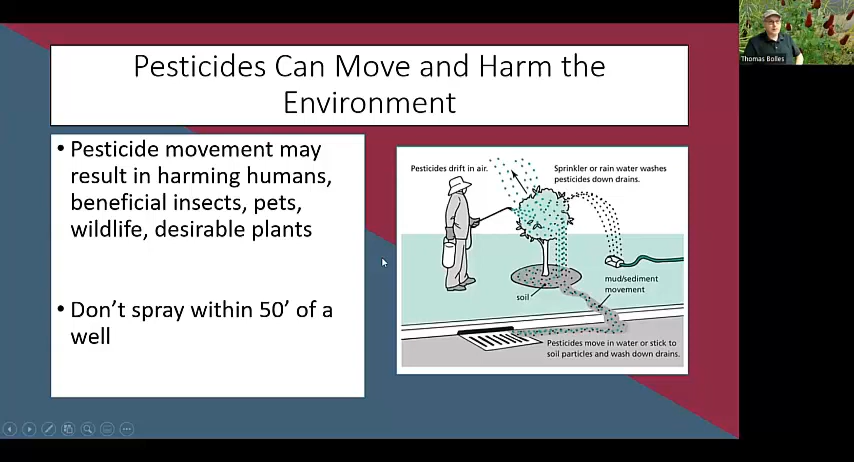 Pesticides Can Move and Harm the
Environment
Thomas Bolles
• Pesticide movement may
result in harming humans,
beneficial insects, pets,
wildlife, desirable plants
• Don’t spray within 50’ of a
well
Pesticides drift in air.
Sprinkler or rain water washes
pesticides down drains.
mud/sediment
movement
soil
Pesticides move in water or stick to
soil particles and wash down drains.